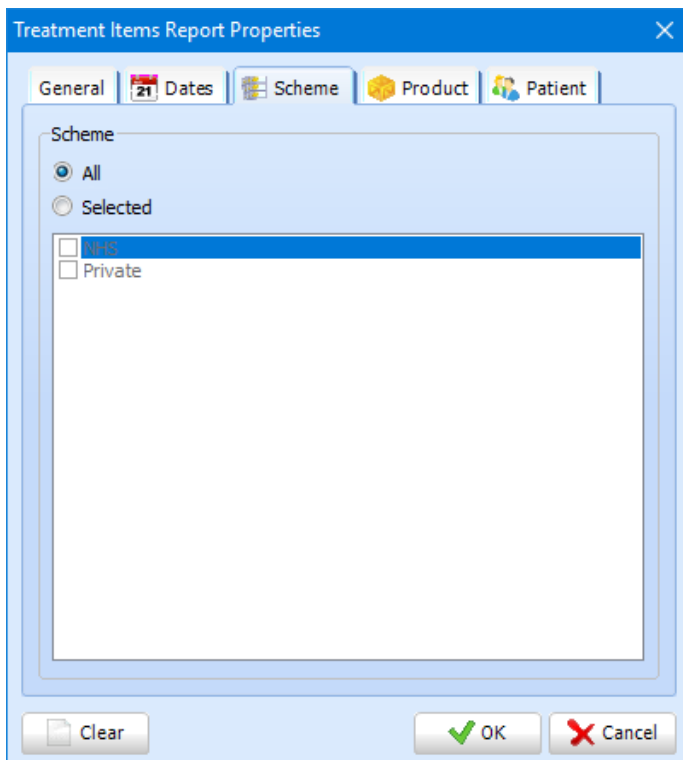 Treatment Items Report Properties
General 21 Dates Scheme Product Patient
Scheme
All
Selected
NHS
Private
Clear OK Cancel